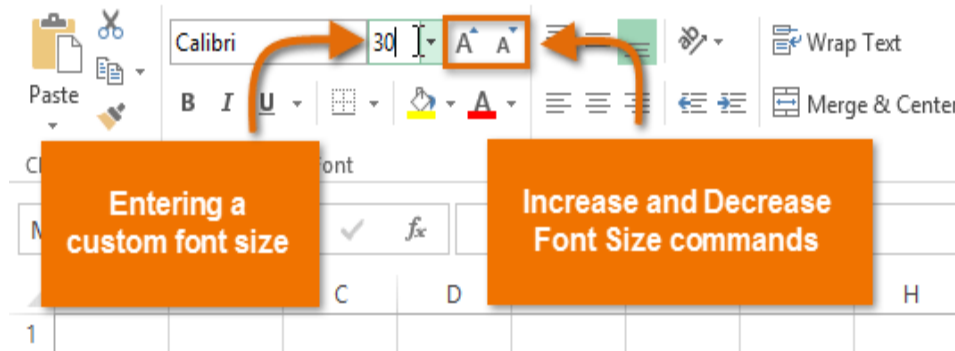 Calibri
30
A A
Wrap Text
Paste
B I U
A
Merge & Center
Entering a
custom font size
Increase and Decrease
Font Size commands
fx
C D H
1